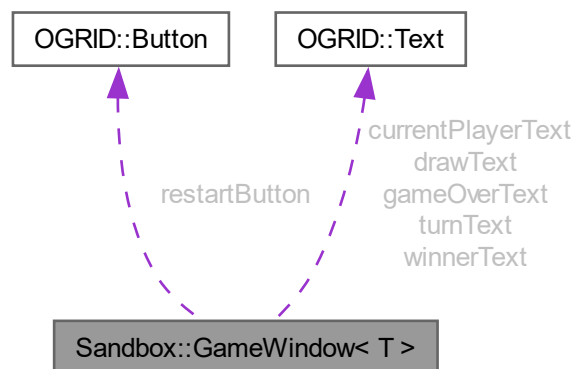 OGRID::Button
OGRID::Text
currentPlayerText
drawText
restartButton
gameOverText
turnText
winnerText
Sandbox::GameWindow< T >